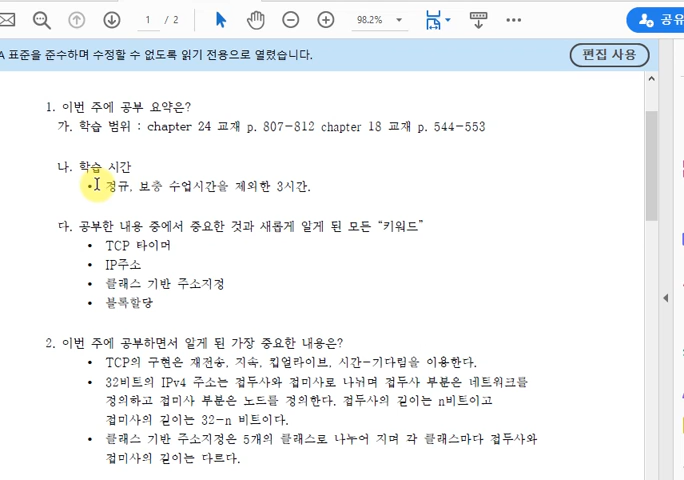 1 / 2
98.2%
공유
A 표준을 준수하며 수정할 수 없도록 읽기 전용으로 열렸습니다.
편집 사용
1. 이번 주에 공부 요약은?
가. 학습 범위 : chapter 24 교재 p. 807-812 chapter 18 교재 p. 544-553
나. 학습 시간
• 정규, 보충 수업시간을 제외한 3시간.
다. 공부한 내용 중에서 중요한 것과 새롭게 알게 된 모든 “키워드”
• TCP 타이머
• IP주소
• 클래스 기반 주소지정
• 블록할당
2. 이번 주에 공부하면서 알게 된 가장 중요한 내용은?
• TCP의 구현은 재전송, 지속, 킵얼라이브, 시간-기다림을 이용한다.
• 32비트의 IPv4 주소는 접두사와 접미사로 나뉘며 접두사 부분은 네트워크를
정의하고 접미사 부분은 노드를 정의한다. 접두사의 길이는 n비트이고
접미사의 길이는 32-n 비트이다.
• 클래스 기반 주소지정은 5개의 클래스로 나누어 지며 각 클래스마다 접두사와
접미사의 길이는 다르다.